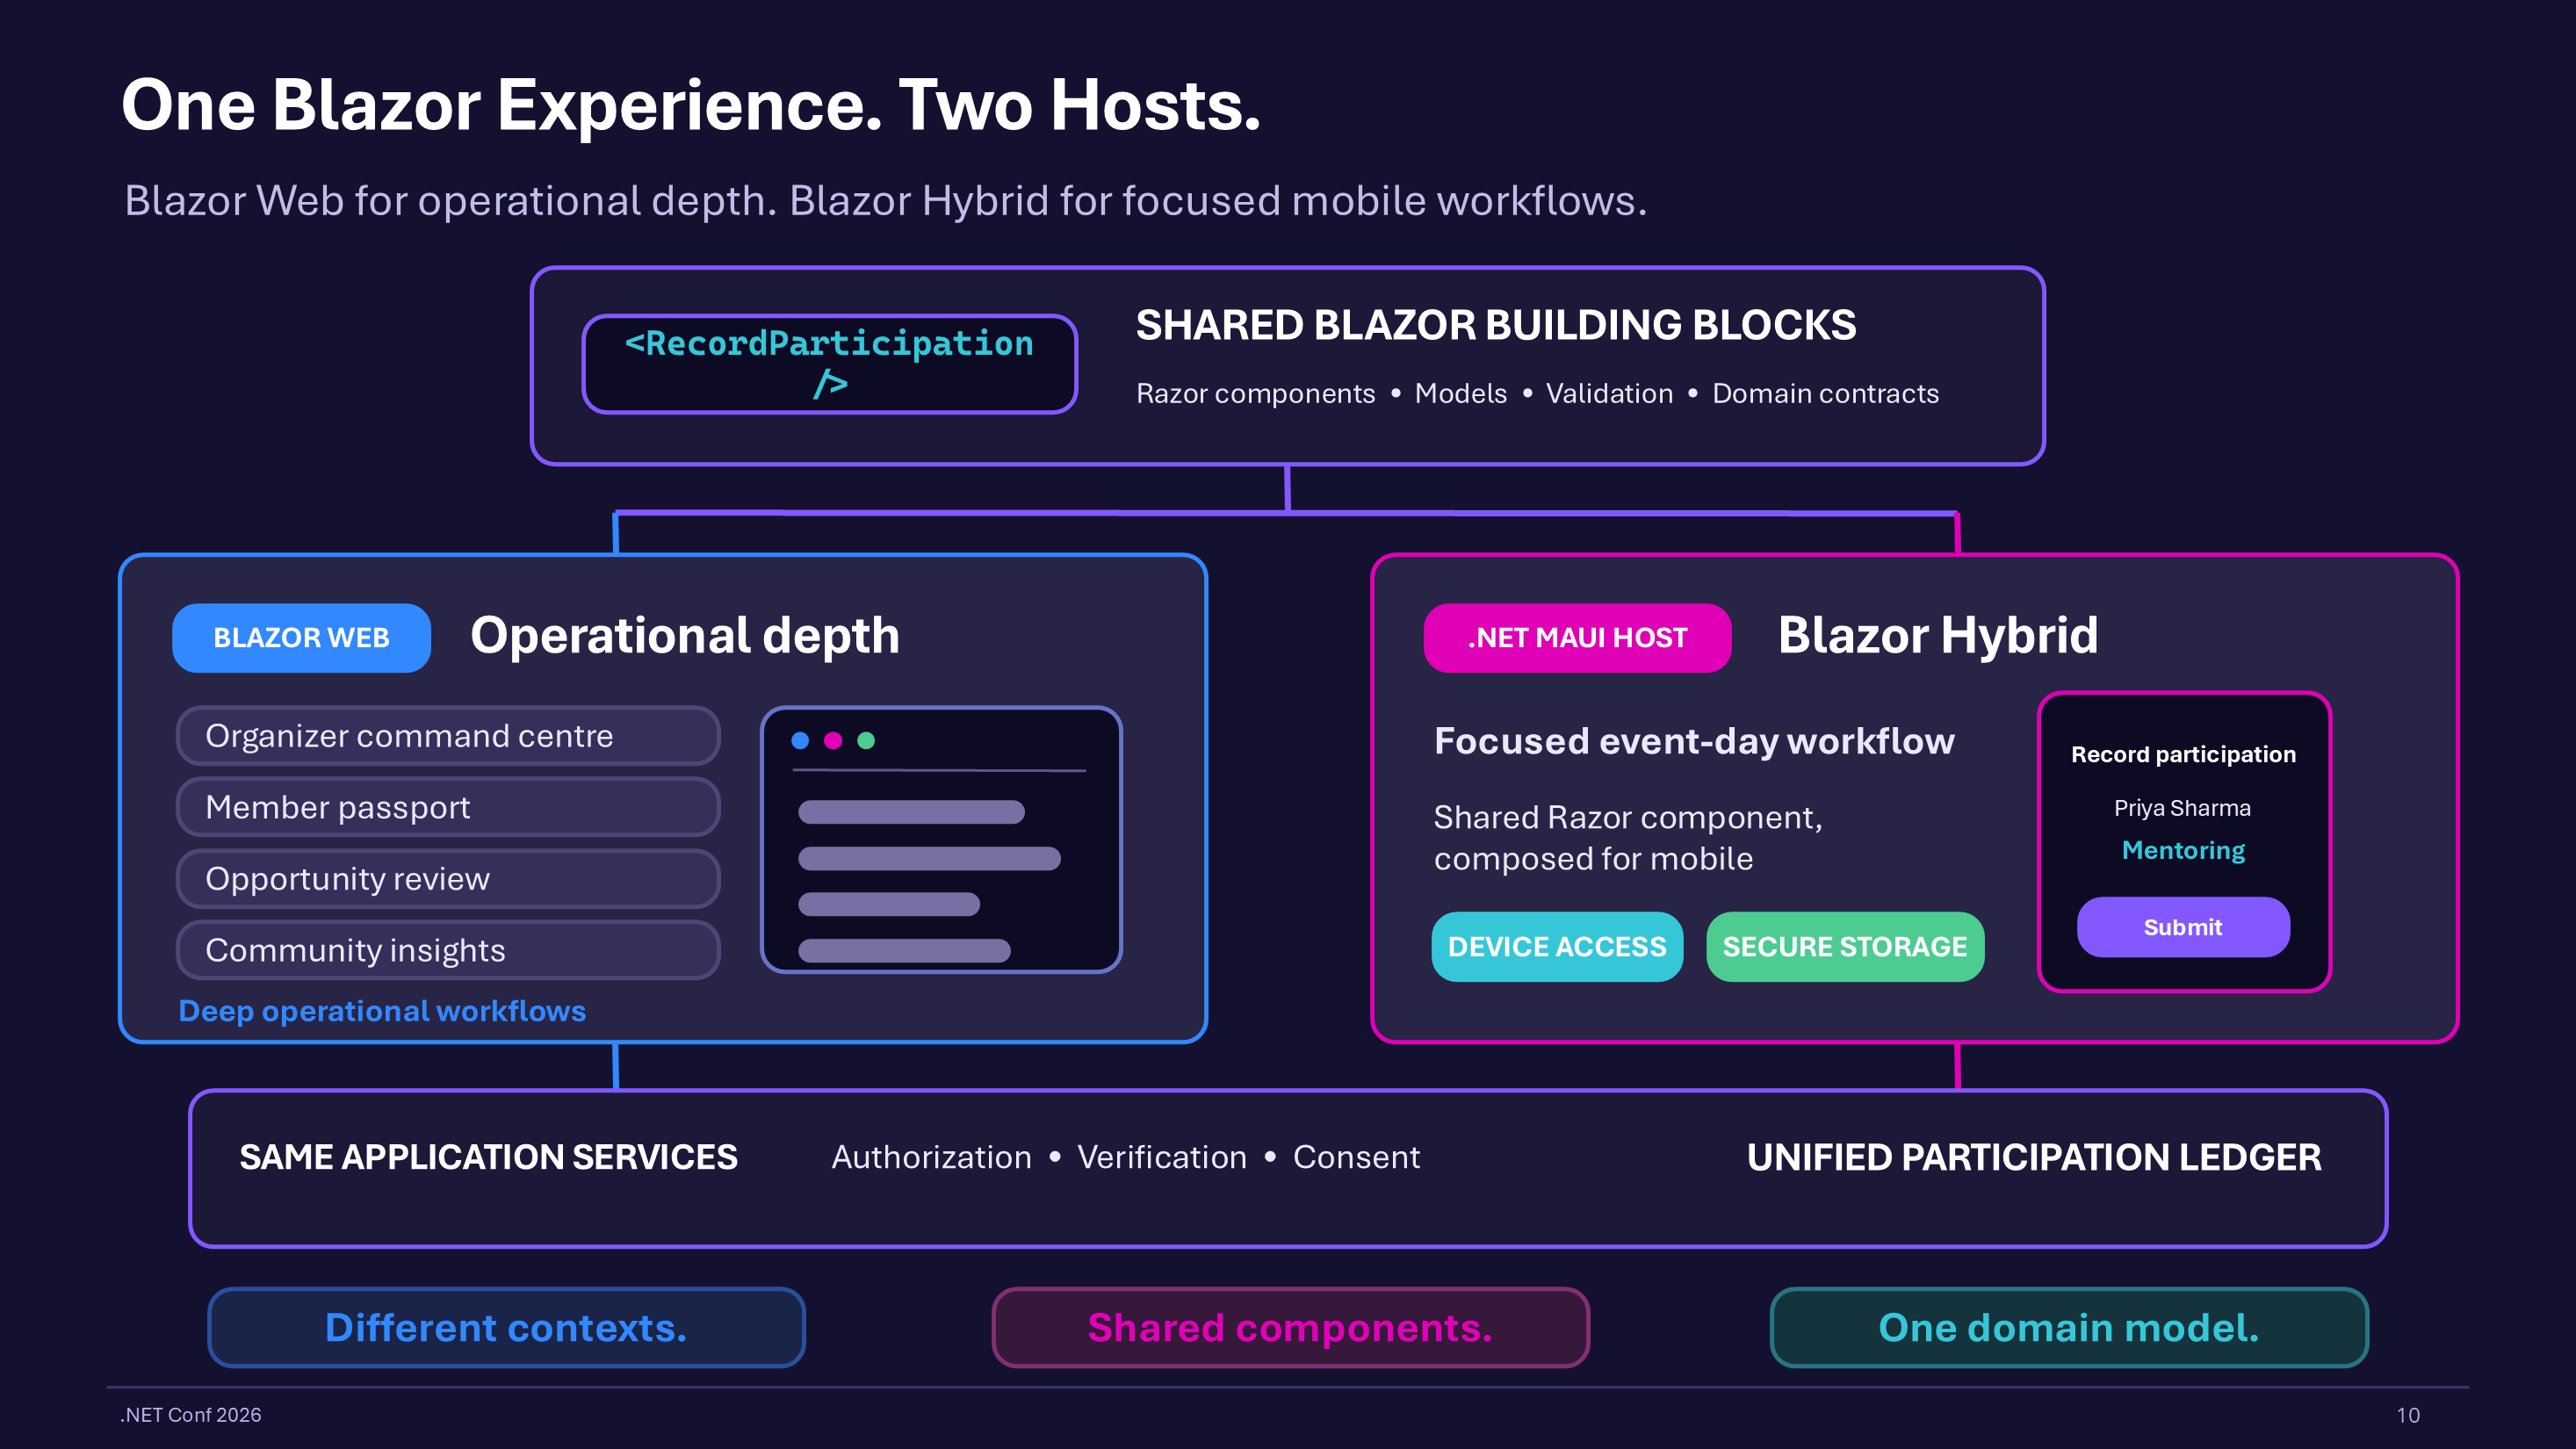 One Blazor Experience. Two Hosts.
Blazor Web for operational depth. Blazor Hybrid for focused mobile workflows.
<RecordParticipation
/>
SHARED BLAZOR BUILDING BLOCKS
Razor components • Models • Validation • Domain contracts
BLAZOR WEB
Operational depth
Organizer command centre
Member passport
Opportunity review
Community insights
Deep operational workflows
.NET MAUI HOST
Blazor Hybrid
Focused event-day workflow
Shared Razor component,
composed for mobile
DEVICE ACCESS
SECURE STORAGE
Record participation
Priya Sharma
Mentoring
Submit
SAME APPLICATION SERVICES
Authorization • Verification • Consent
UNIFIED PARTICIPATION LEDGER
Different contexts.
Shared components.
One domain model.
.NET Conf 2026
10